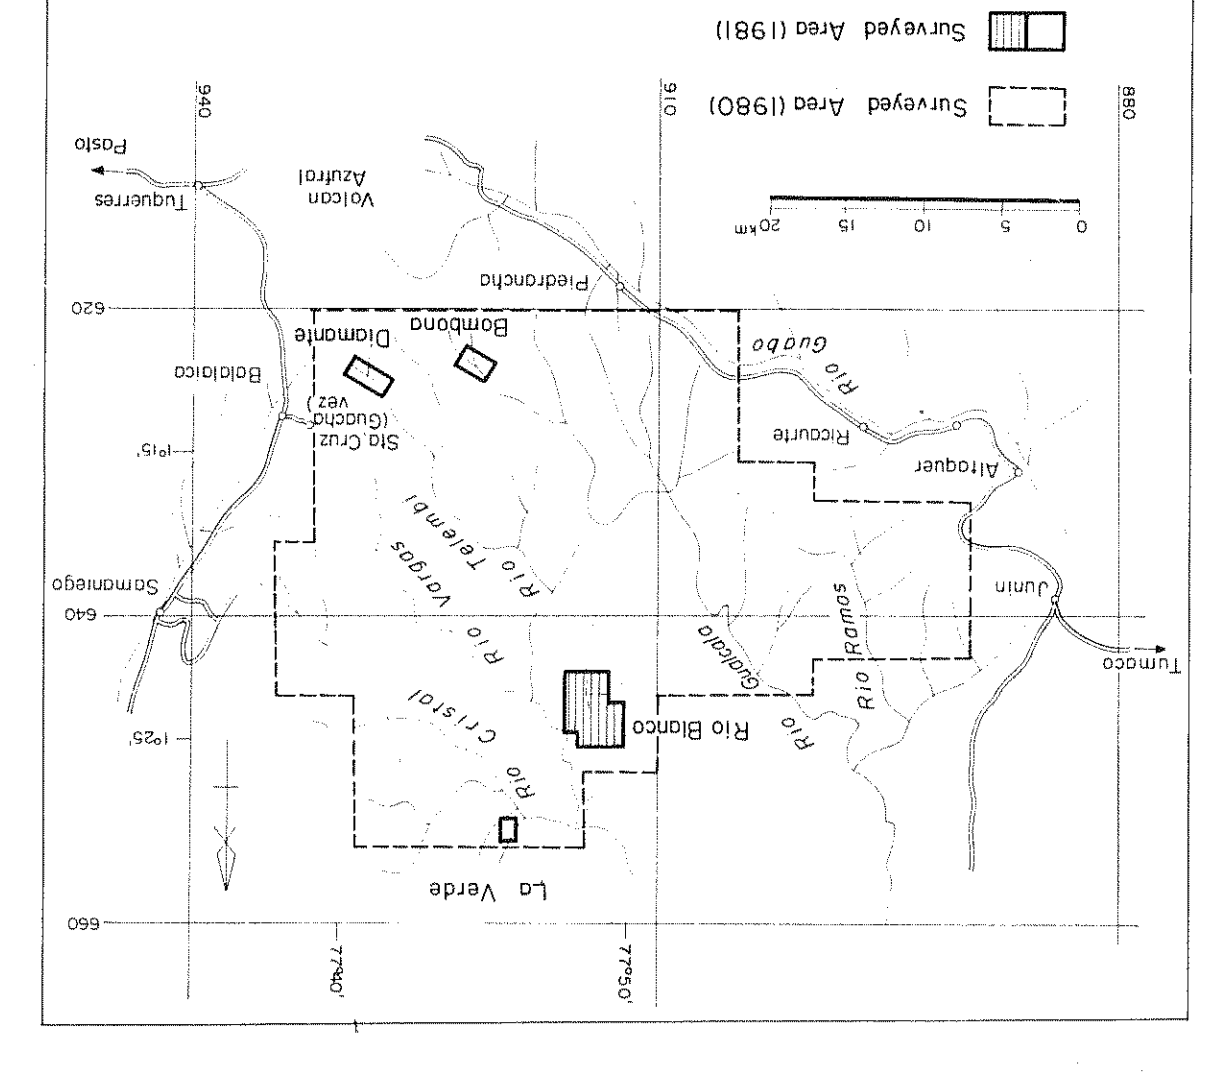 77°50'
77°40'
660
La Verde
Rio
Cristal
1°25'
Rio Blanco
Rio
Gualcala
Rio Ramos
Rio
Vargas
Tumaco
Junin
640
Samaniego
Rio Telembi
Altaquer
1°15'
Ricaurte
Sta Cruz
(Guacha
vez )
Balalaica
Rio
Guabo
Bombona
Diamante
620
Piedrancha
0
5
10
15
20km
Volcan
Azufral
Tuquerres
Pasto
880
910
940
Surveyed Area (1980)
Surveyed Area (1981)